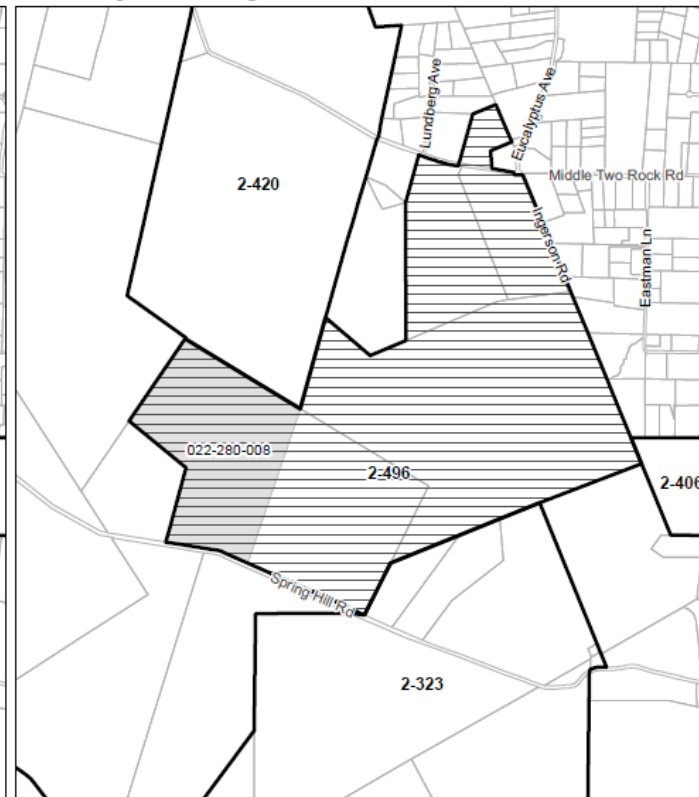 Lundberg Ave
Eucalyptus Ave
2-420
Middle Two Rock Rd
Ingerson Rd
Eastman Ln
022-280-008
2-496
2-406
Spring Hill Rd
2-323